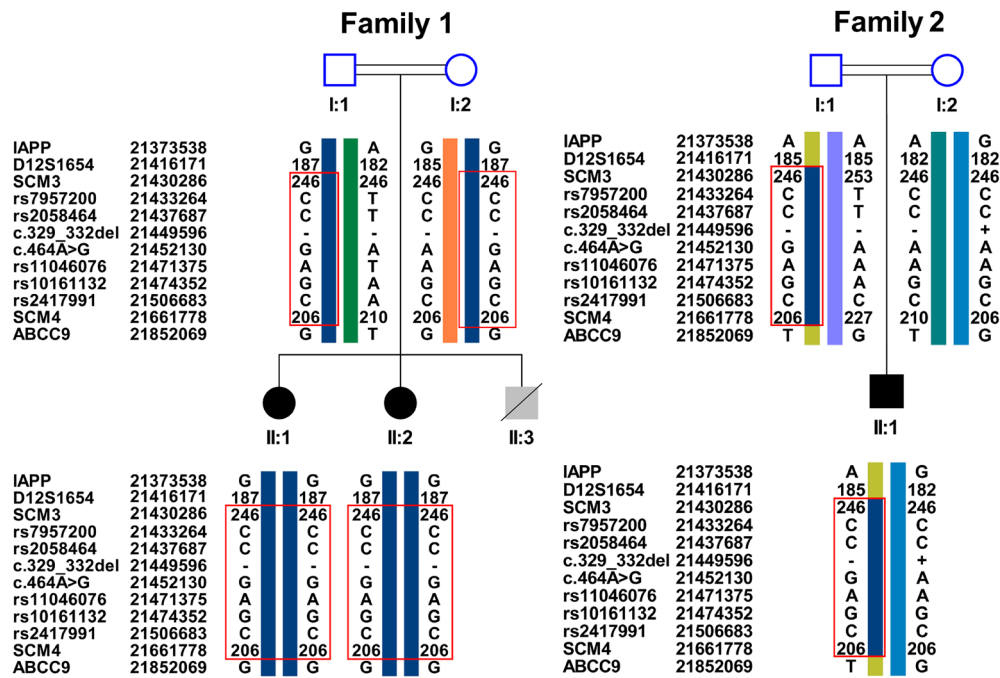 Family 1
I:1 I:2
IAPP 21373538 G A G G
D12S1654 21416171 187 182 185 187
SCM3 21430286 246 246 246 246
rs7957200 21433264 C T C C
rs2058464 21437687 C T C C
c.329_332del 21449596 - - - -
c.464A>G 21452130 G A A G
rs11046076 21471375 A T A A
rs10161132 21474352 G A G G
rs2417991 21506683 C A C C
SCM4 21661778 206 210 206 206
ABCC9 21852069 G T G G
II:1 II:2 II:3
IAPP 21373538 G G G G
D12S1654 21416171 187 187 187 187
SCM3 21430286 246 246 246 246
rs7957200 21433264 C C C C
rs2058464 21437687 C C C C
c.329_332del 21449596 - - - -
c.464A>G 21452130 G G G G
rs11046076 21471375 A A A A
rs10161132 21474352 G G G G
rs2417991 21506683 C C C C
SCM4 21661778 206 206 206 206
ABCC9 21852069 G G G G
Family 2
I:1 I:2
IAPP 21373538 A A A G
D12S1654 21416171 185 185 182 182
SCM3 21430286 246 253 246 246
rs7957200 21433264 C T C C
rs2058464 21437687 C T C C
c.329_332del 21449596 - - - +
c.464A>G 21452130 G A A A
rs11046076 21471375 A A A A
rs10161132 21474352 G A G G
rs2417991 21506683 C C C C
SCM4 21661778 206 227 210 206
ABCC9 21852069 T G T G
II:1
IAPP 21373538 A G
D12S1654 21416171 185 182
SCM3 21430286 246 246
rs7957200 21433264 C C
rs2058464 21437687 C C
c.329_332del 21449596 - +
c.464A>G 21452130 G A
rs11046076 21471375 A A
rs10161132 21474352 G G
rs2417991 21506683 C C
SCM4 21661778 206 206
ABCC9 21852069 T G